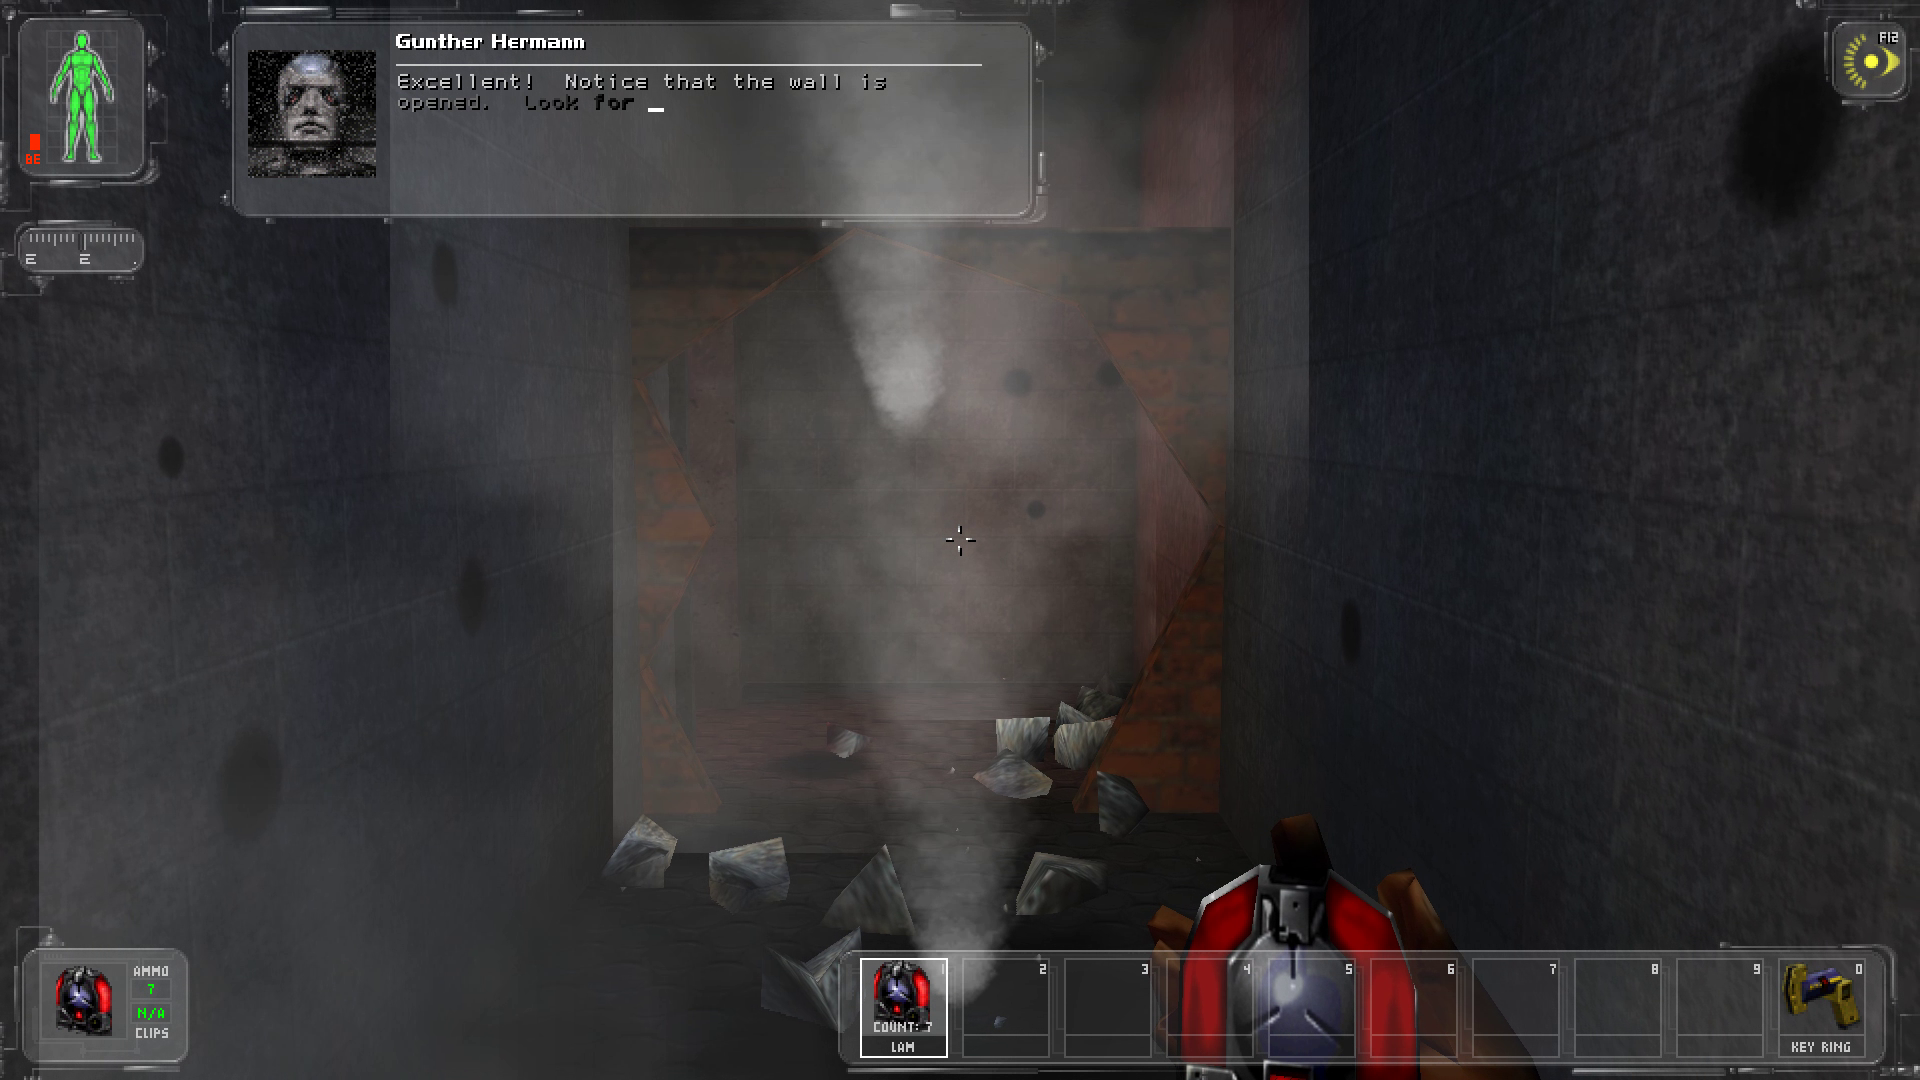 Gunther Hermann
Excellent! Notice that the wall is
opened. Look for
F12
BE
E E
AMMO
7
N/A
CLIPS
1 2 3 4 5 6 7 8 9 0
COUNT: 7
LAM
KEY RING